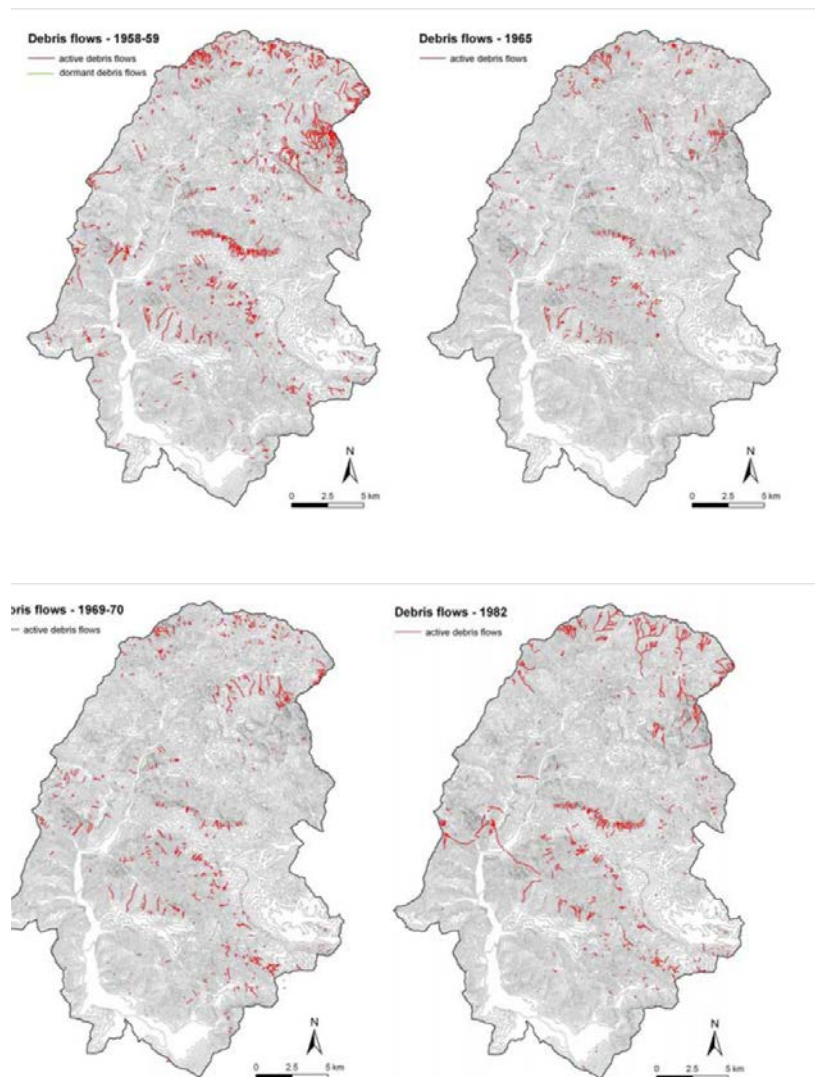 Debris flows - 1958-59
active debris flows
dormant debris flows
N
0 2.5 5 km
Debris flows - 1965
active debris flows
N
0 2.5 5 km
bris flows - 1969-70
active debris flows
N
0 2.5 5 km
Debris flows - 1982
active debris flows
N
0 2.5 5 km